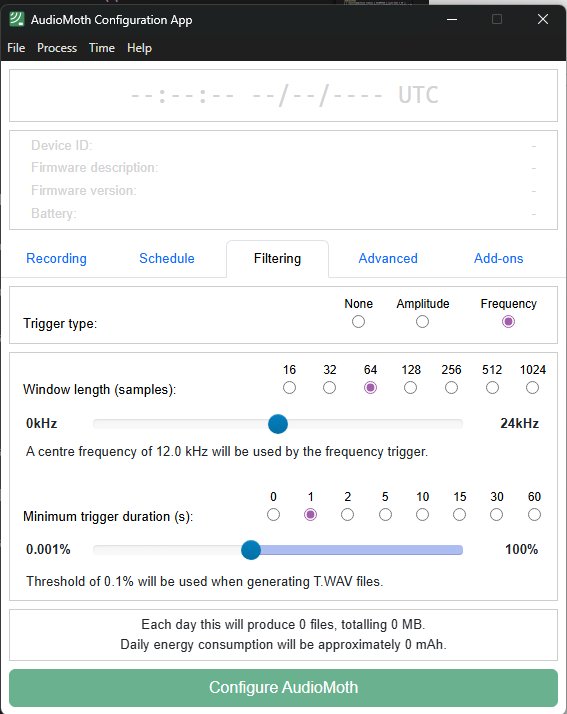 AudioMoth Configuration App
File Process Time Help
--:--:-- --/--/---- UTC
Device ID: -
Firmware description: -
Firmware version: -
Battery: -
Recording Schedule Filtering Advanced Add-ons
None Amplitude Frequency
Trigger type:
16 32 64 128 256 512 1024
Window length (samples):
0kHz 24kHz
A centre frequency of 12.0 kHz will be used by the frequency trigger.
0 1 2 5 10 15 30 60
Minimum trigger duration (s):
0.001% 100%
Threshold of 0.1% will be used when generating T.WAV files.
Each day this will produce 0 files, totalling 0 MB.
Daily energy consumption will be approximately 0 mAh.
Configure AudioMoth